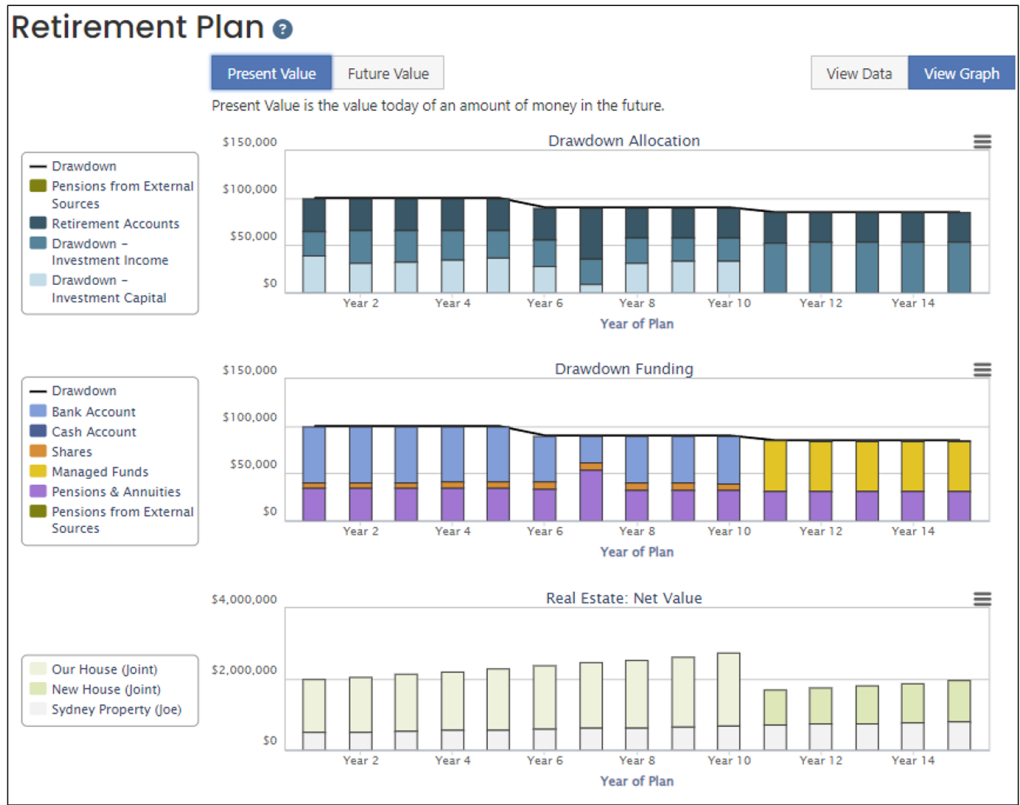 Retirement Plan ?
Present Value
Future Value
View Data
View Graph
Present Value is the value today of an amount of money in the future.
Drawdown Allocation
Drawdown
Pensions from External
Sources
Retirement Accounts
Drawdown –
Investment Income
Drawdown –
Investment Capital
$150,000
$100,000
$50,000
$0
Year 2
Year 4
Year 6
Year 8
Year 10
Year 12
Year 14
Year of Plan
Drawdown Funding
Drawdown
Bank Account
Cash Account
Shares
Managed Funds
Pensions & Annuities
Pensions from External
Sources
$150,000
$100,000
$50,000
$0
Year 2
Year 4
Year 6
Year 8
Year 10
Year 12
Year 14
Year of Plan
Real Estate: Net Value
Our House (Joint)
New House (Joint)
Sydney Property (Joe)
$4,000,000
$2,000,000
$0
Year 2
Year 4
Year 6
Year 8
Year 10
Year 12
Year 14
Year of Plan